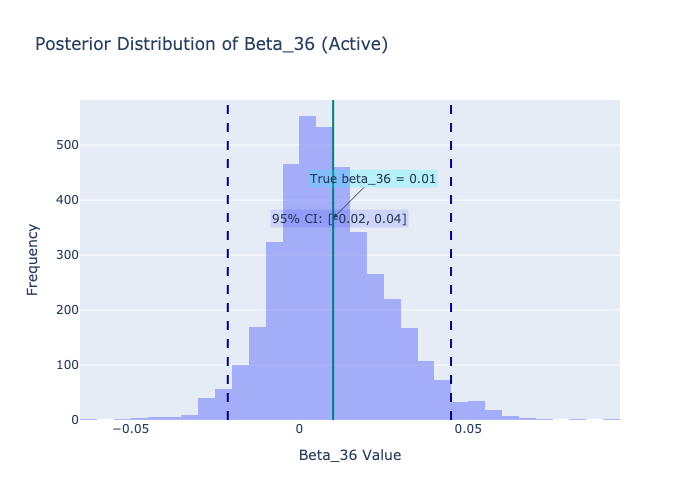 Posterior Distribution of Beta_36 (Active)
500
400
300
200
100
0
Frequency
True beta_36 = 0.01
95% CI: [-0.02, 0.04]
−0.05
0
0.05
Beta_36 Value